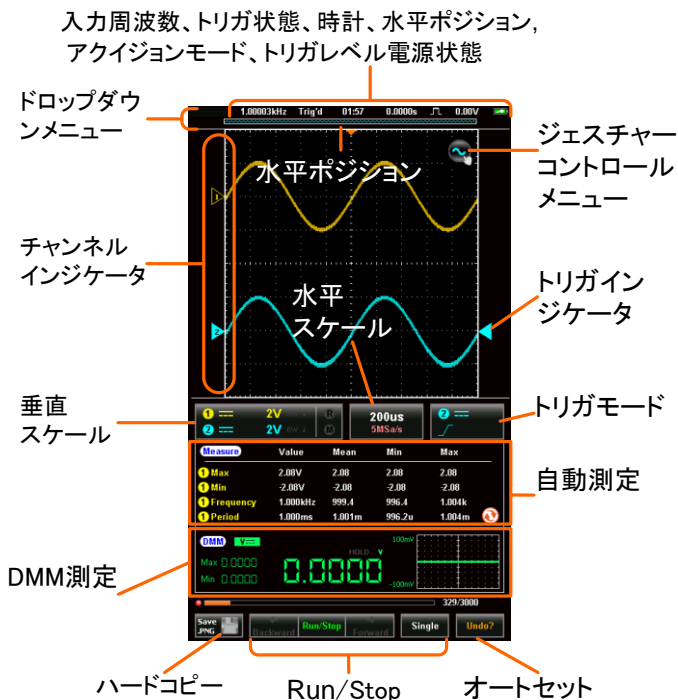 入力周波数、トリガ状態、時計、水平ポジション,
アクイジョンモード、トリガレベル電源状態
ドロップダウ
ンメニュー
1.00003kHz Trig'd 01:57 0.0000s 0.00V
ジェスチャー
コントロール
メニュー
水平ポジション
1
チャンネル
インジケータ
水平
スケール
トリガイン
ジケータ
2
垂直
スケール
1 2V R
2 2V BW M
200us
5MSa/s
2
トリガモード
Measure Value Mean Min Max
1 Max 2.08V 2.08 2.08 2.08
1 Min -2.08V -2.08 -2.08 -2.08
1 Frequency 1.000kHz 999.4 996.4 1.004k
1 Period 1.000ms 1.001m 996.2u 1.004m
自動測定
DMM測定
DMM V
HOLD V
100mV
Max 0.0000
Min 0.0000
0.0000
-100mV
329/3000
Save
.PNG
Backward
Run/Stop
Forward
Single
Undo?
ハードコピー
Run/Stop
オートセット